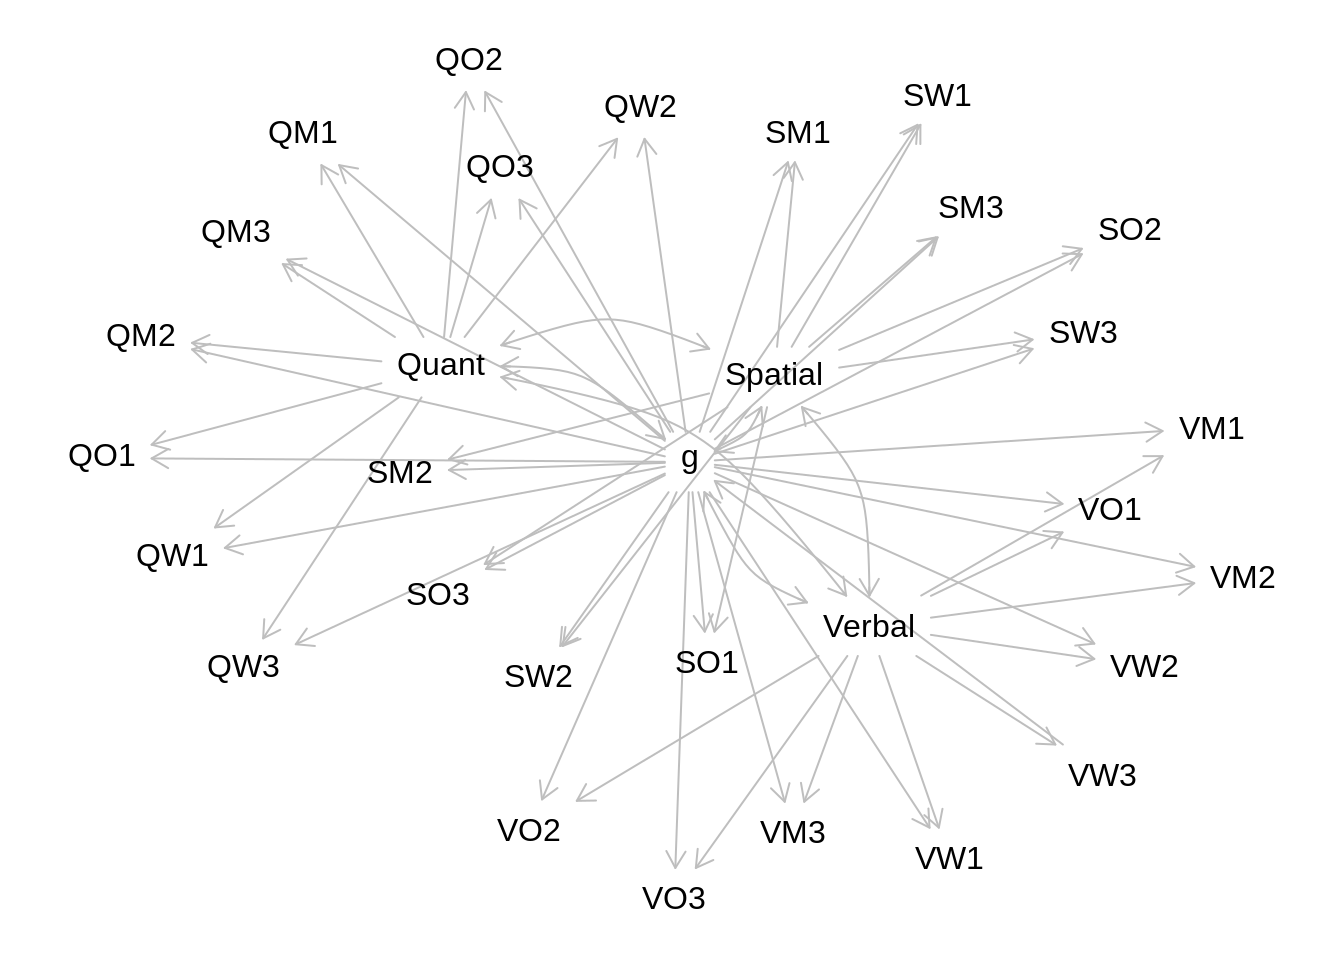 QO2
SW1
QW2
QM1
SM1
QO3
SM3
SO2
QM3
SW3
QM2
Quant
Spatial
VM1
QO1
g
SM2
VO1
QW1
VM2
SO3
Verbal
SO1
QW3
VW2
SW2
VW3
VO2
VM3
VW1
VO3